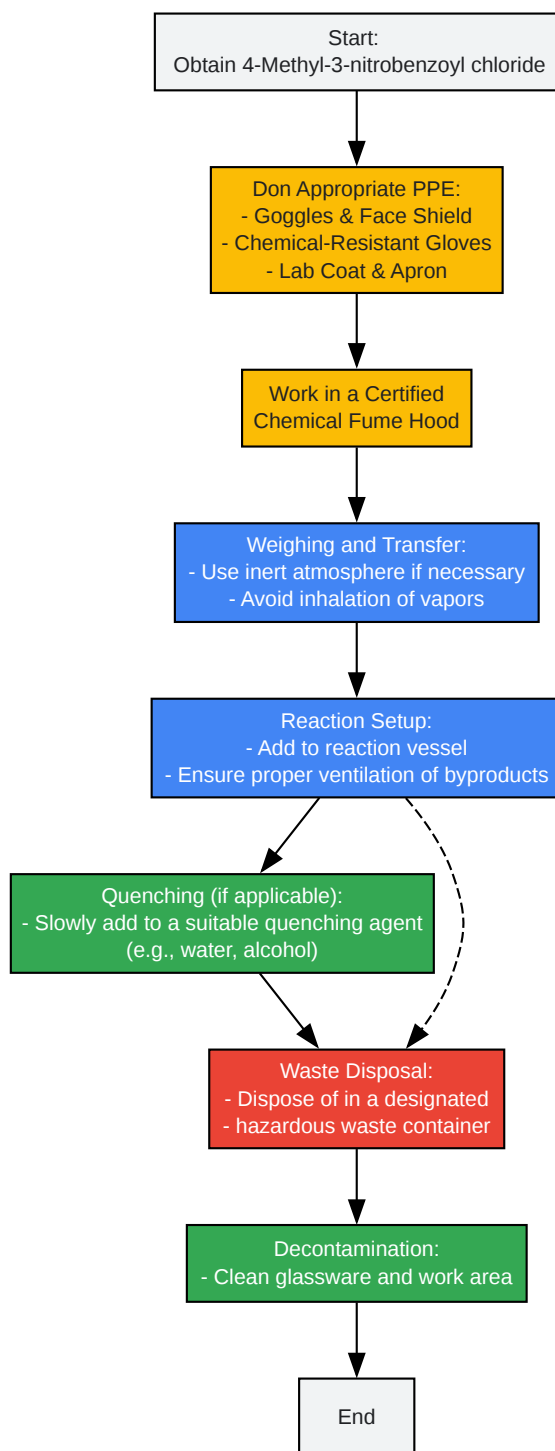 Start:
Obtain 4-Methyl-3-nitrobenzoyl chloride
Don Appropriate PPE:
- Goggles & Face Shield
- Chemical-Resistant Gloves
- Lab Coat & Apron
Work in a Certified
Chemical Fume Hood
Weighing and Transfer:
- Use inert atmosphere if necessary
- Avoid inhalation of vapors
Reaction Setup:
- Add to reaction vessel
- Ensure proper ventilation of byproducts
Quenching (if applicable):
- Slowly add to a suitable quenching agent
(e.g., water, alcohol)
Waste Disposal:
- Dispose of in a designated
- hazardous waste container
Decontamination:
- Clean glassware and work area
End